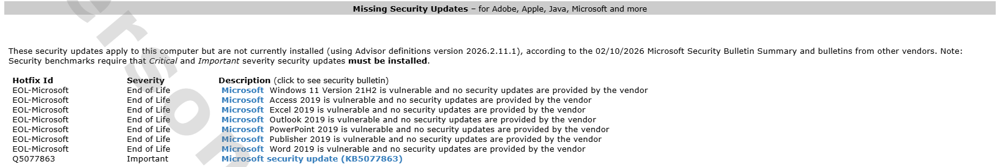 Missing Security Updates – for Adobe, Apple, Java, Microsoft and more
These security updates apply to this computer but are not currently installed (using Advisor definitions version 2026.2.11.1), according to the 02/10/2026 Microsoft Security Bulletin Summary and bulletins from other vendors. Note:
Security benchmarks require that Critical and Important severity security updates must be installed.
Hotfix Id Severity Description (click to see security bulletin)
EOL-Microsoft End of Life Microsoft Windows 11 Version 21H2 is vulnerable and no security updates are provided by the vendor
EOL-Microsoft End of Life Microsoft Access 2019 is vulnerable and no security updates are provided by the vendor
EOL-Microsoft End of Life Microsoft Excel 2019 is vulnerable and no security updates are provided by the vendor
EOL-Microsoft End of Life Microsoft Outlook 2019 is vulnerable and no security updates are provided by the vendor
EOL-Microsoft End of Life Microsoft PowerPoint 2019 is vulnerable and no security updates are provided by the vendor
EOL-Microsoft End of Life Microsoft Publisher 2019 is vulnerable and no security updates are provided by the vendor
EOL-Microsoft End of Life Microsoft Word 2019 is vulnerable and no security updates are provided by the vendor
Q5077863 Important Microsoft security update (KB5077863)